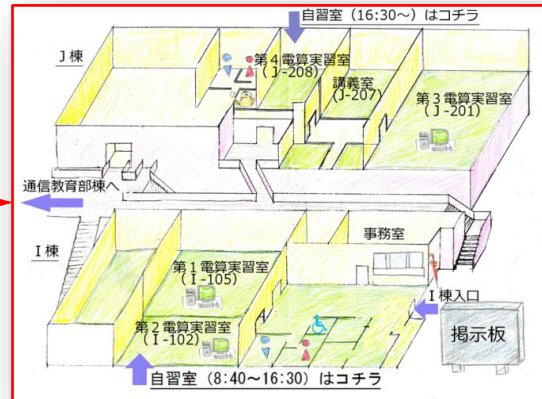 自習室（16:30～）はコチラ
J棟
第4電算実習室
（J-208）
講義室
（J-207）
第3電算実習室
（J-201）
通信教育部棟へ
I棟
事務室
第1電算実習室
（I-105）
I棟入口
第2電算実習室
（I-102）
掲示板
自習室（8:40～16:30）はコチラ